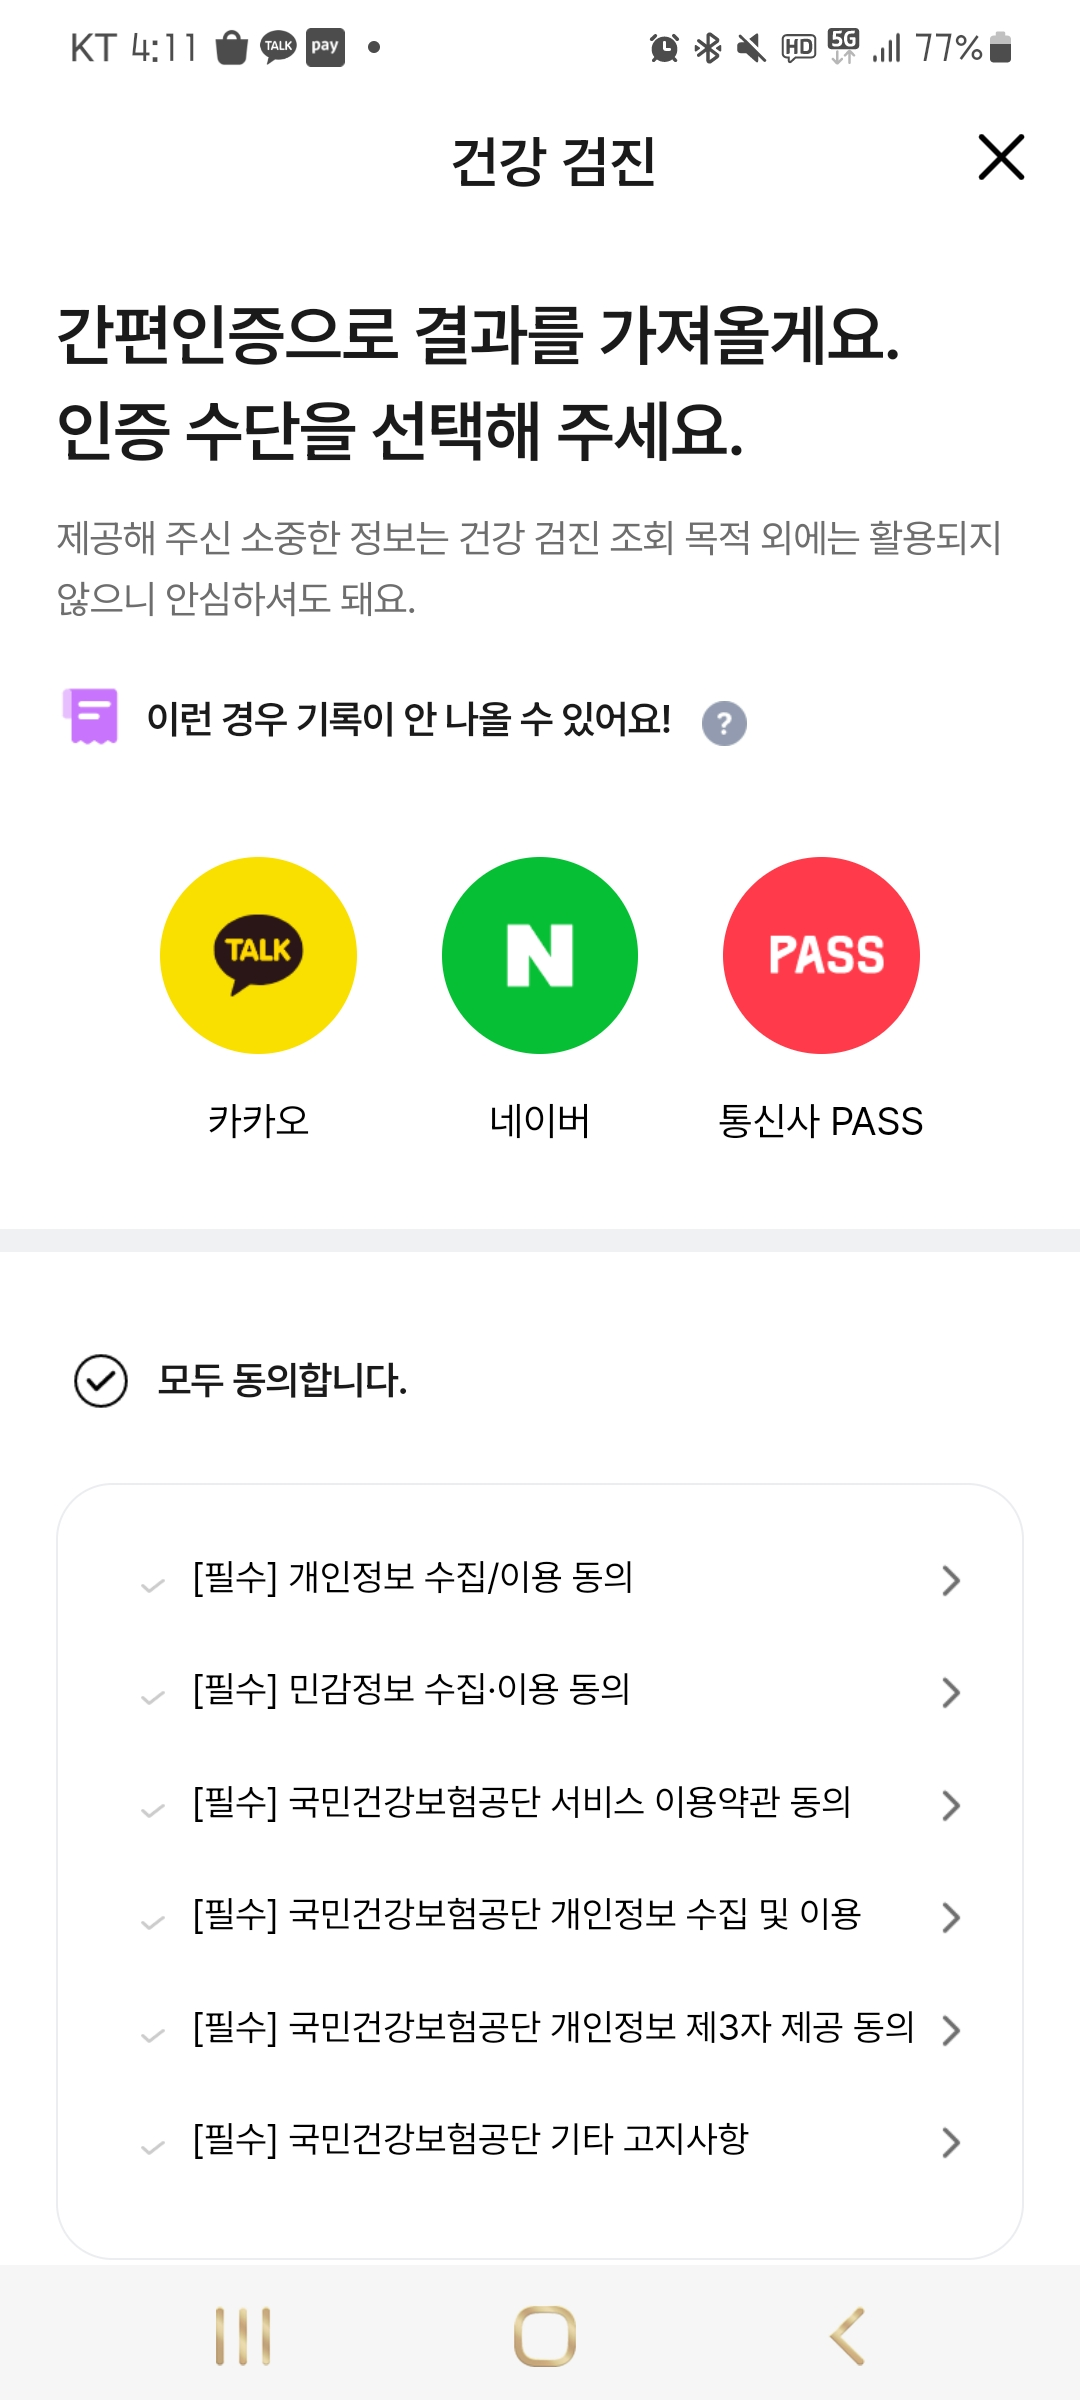 KT 4:11 TALK pay HD 5G 77%
건강 검진
간편인증으로 결과를 가져올게요.
인증 수단을 선택해 주세요.
제공해 주신 소중한 정보는 건강 검진 조회 목적 외에는 활용되지
않으니 안심하셔도 돼요.
이런 경우 기록이 안 나올 수 있어요! ?
TALK N PASS
카카오 네이버 통신사 PASS
모두 동의합니다.
[필수] 개인정보 수집/이용 동의
[필수] 민감정보 수집·이용 동의
[필수] 국민건강보험공단 서비스 이용약관 동의
[필수] 국민건강보험공단 개인정보 수집 및 이용
[필수] 국민건강보험공단 개인정보 제3자 제공 동의
[필수] 국민건강보험공단 기타 고지사항